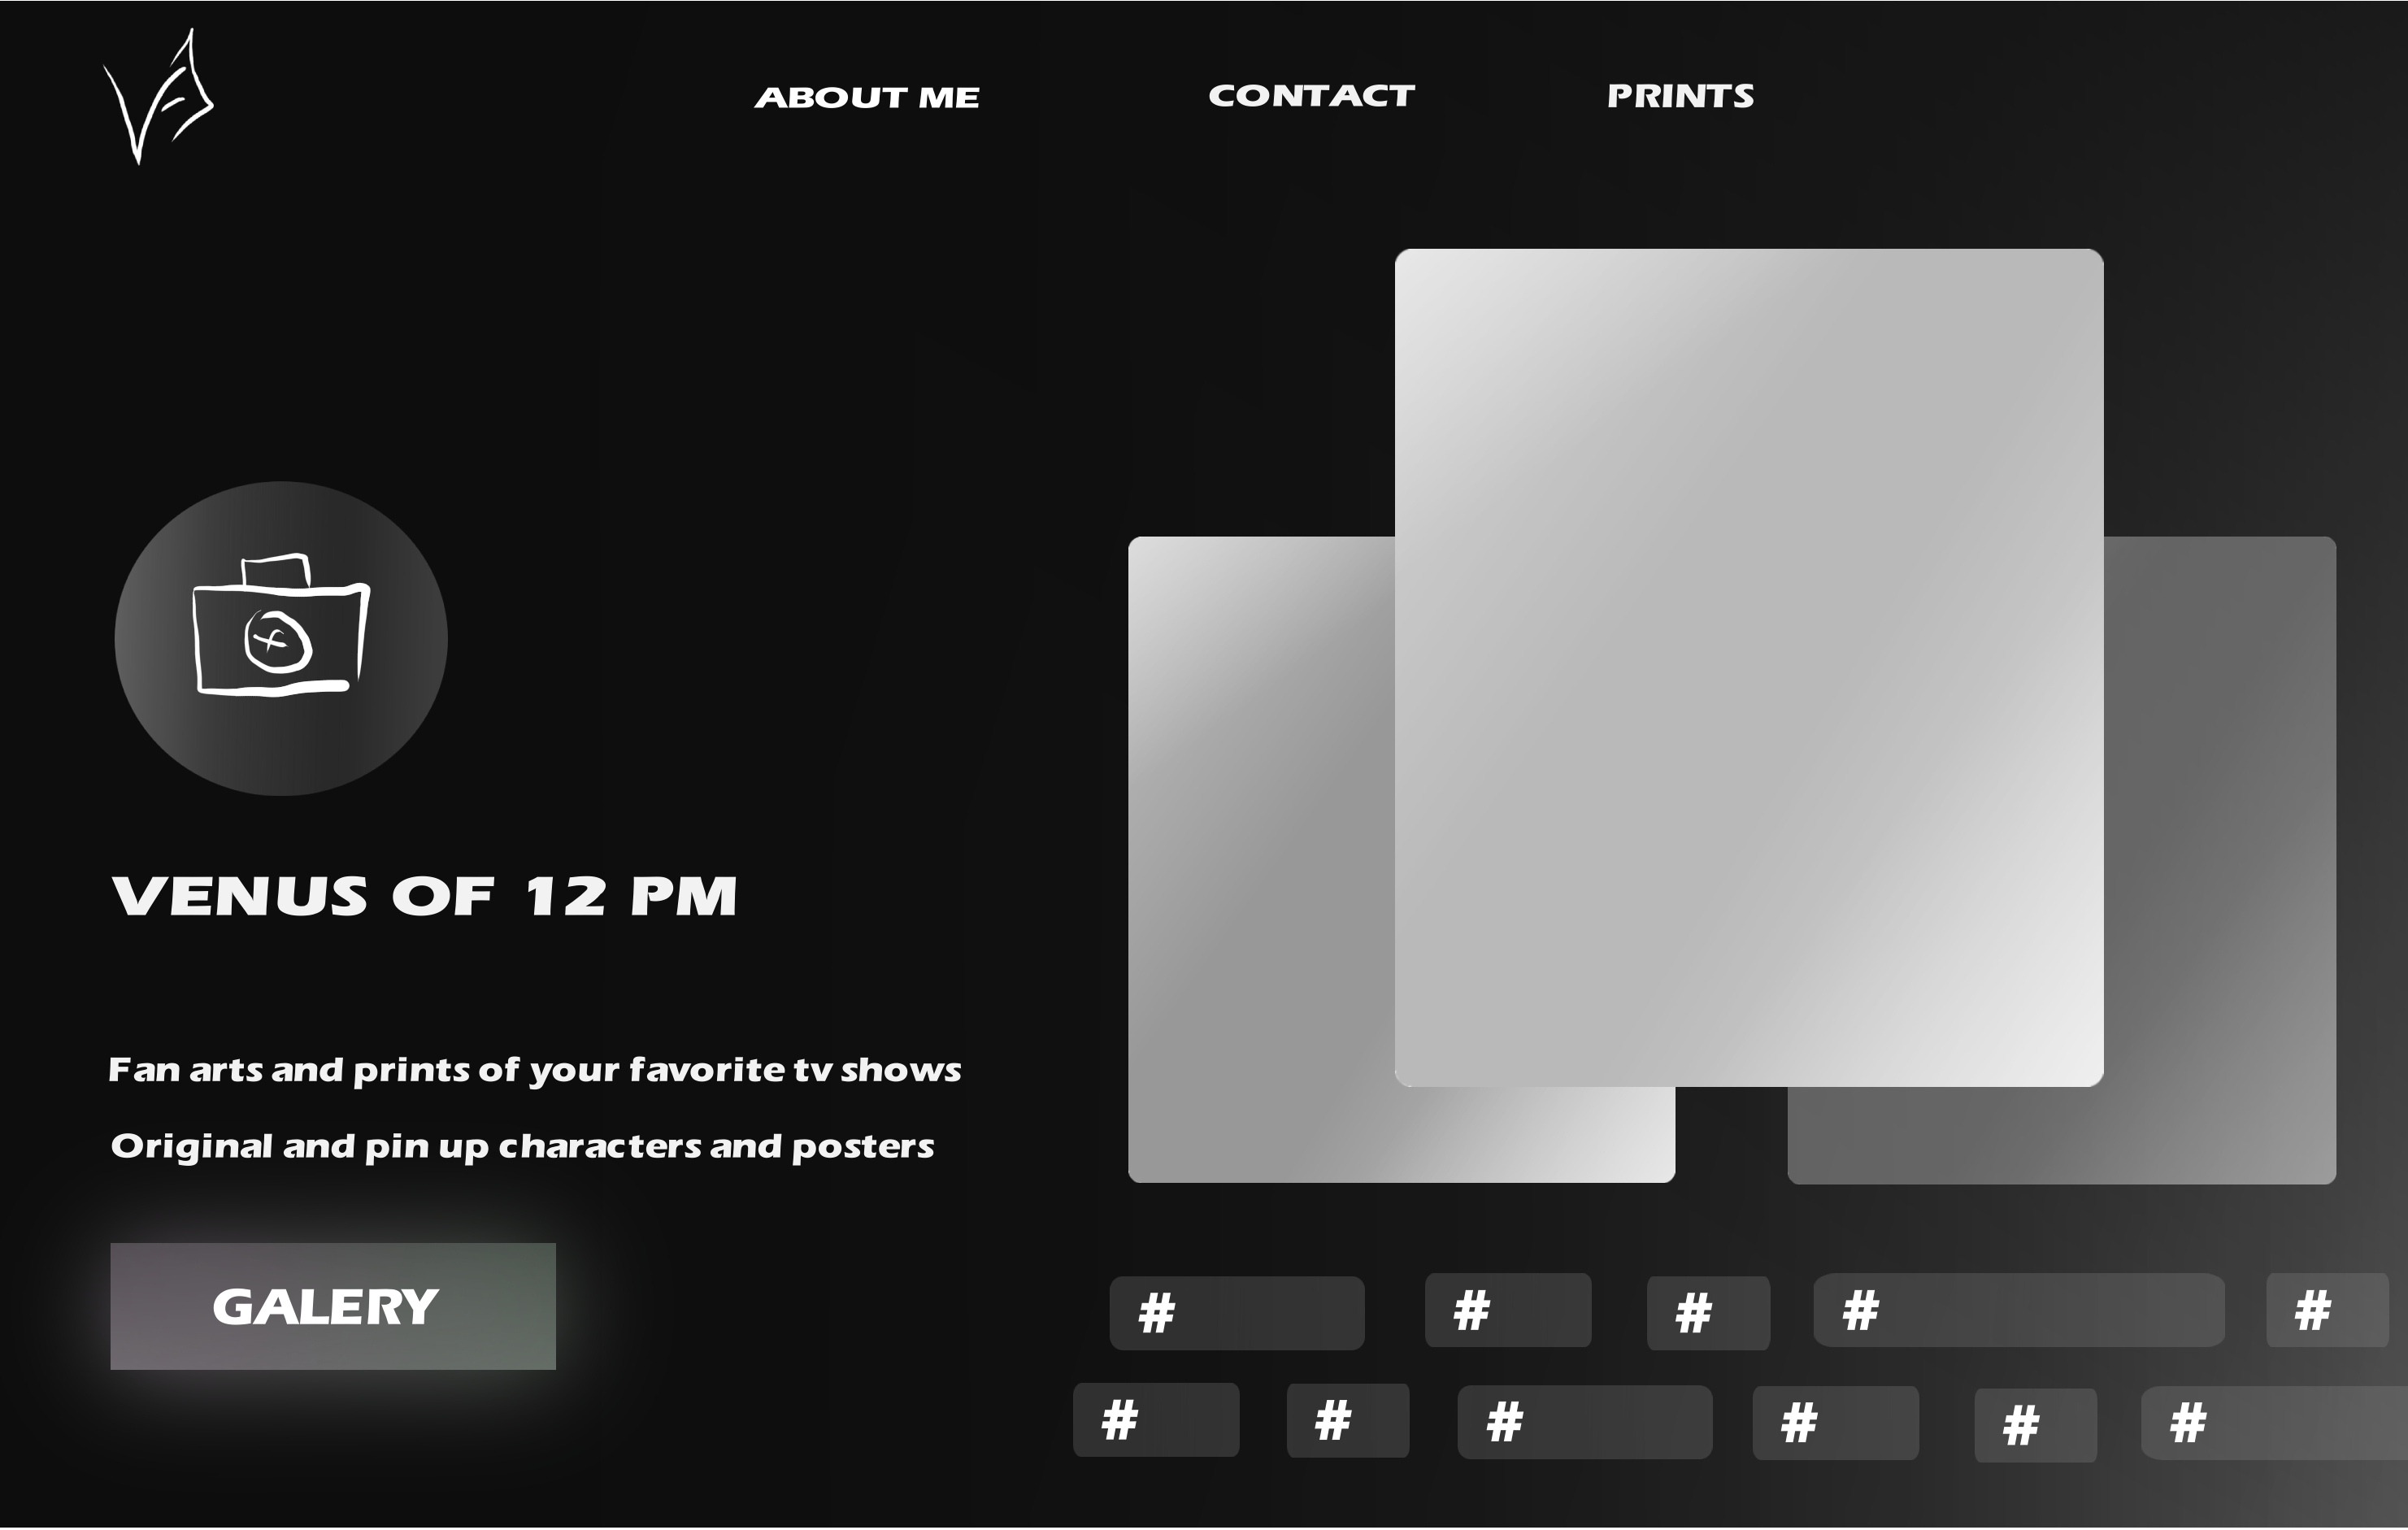 ABOUT ME CONTACT PRINTS
VENUS OF 12 PM
Fan arts and prints of your favorite tv shows
Original and pin up characters and posters
GALERY
# # # # #
# # # # # #